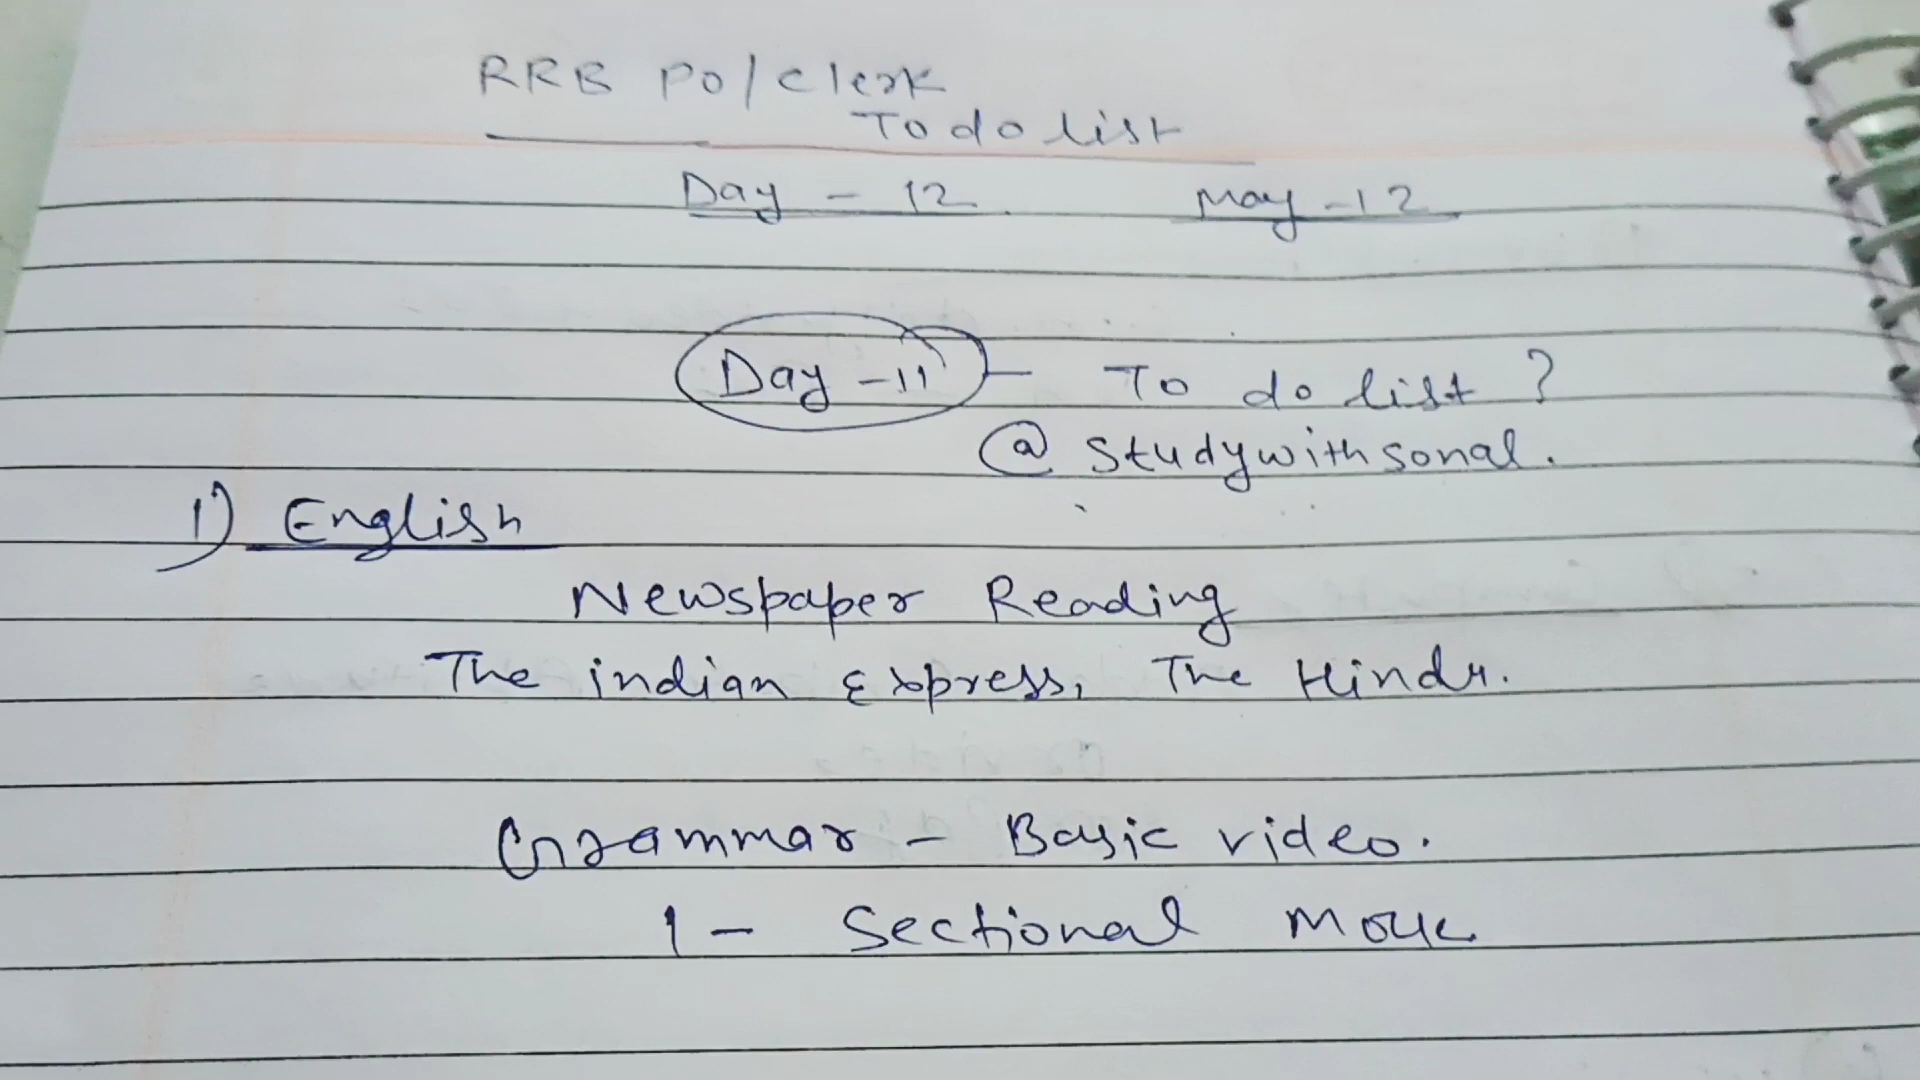 RRB PO/Clerk
To do list
Day - 12 May - 12
Day - 11 - To do list ?
@ studywithsonal.
1) English
Newspaper Reading
The indian Express, The Hindu.
Grammar - Basic video.
1 - Sectional Mock